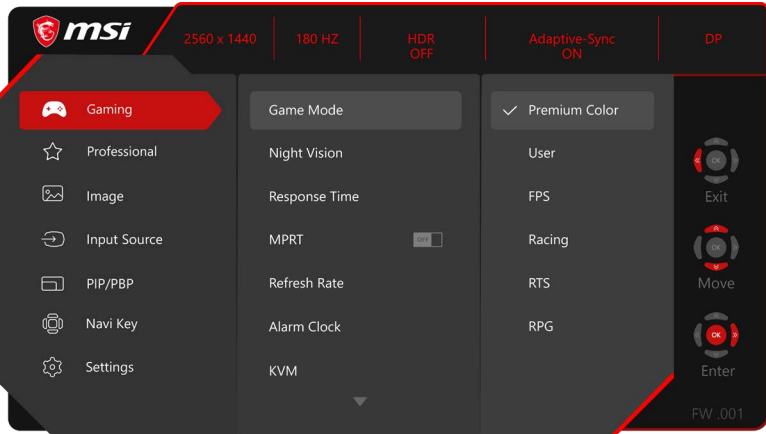 msi
2560 x 1440
180 HZ
HDR
OFF
Adaptive-Sync
ON
DP
Gaming
Professional
Image
Input Source
PIP/PBP
Navi Key
Settings
Game Mode
Night Vision
Response Time
MPRT
OFF
Refresh Rate
Alarm Clock
KVM
Premium Color
User
FPS
Racing
RTS
RPG
OK
Exit
OK
Move
OK
Enter
FW .001